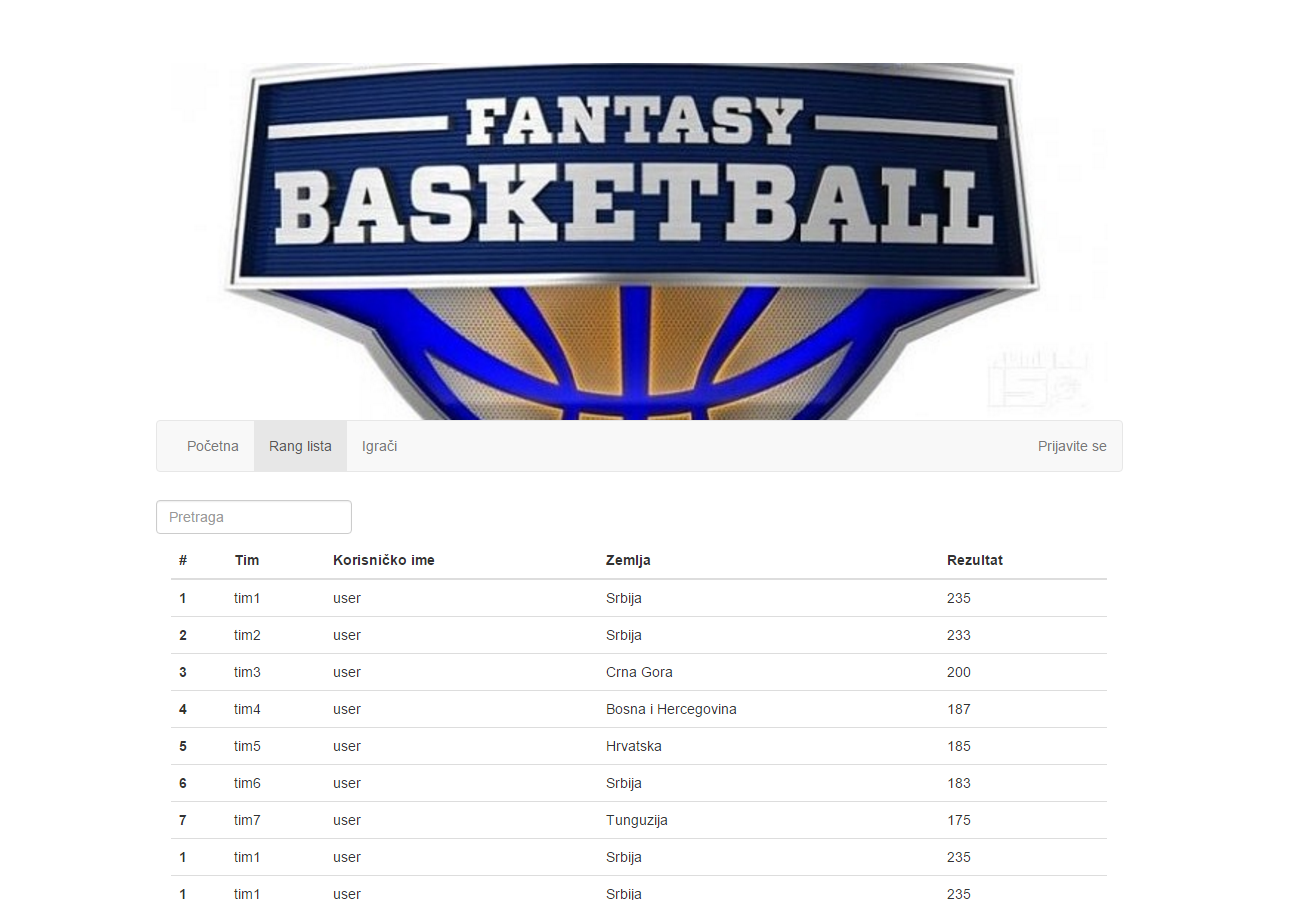 FANTASY
BASKETBALL
Početna Rang lista Igrači Prijavite se
Pretraga
# Tim Korisničko ime Zemlja Rezultat
1 tim1 user Srbija 235
2 tim2 user Srbija 233
3 tim3 user Crna Gora 200
4 tim4 user Bosna i Hercegovina 187
5 tim5 user Hrvatska 185
6 tim6 user Srbija 183
7 tim7 user Tunguzija 175
1 tim1 user Srbija 235
1 tim1 user Srbija 235